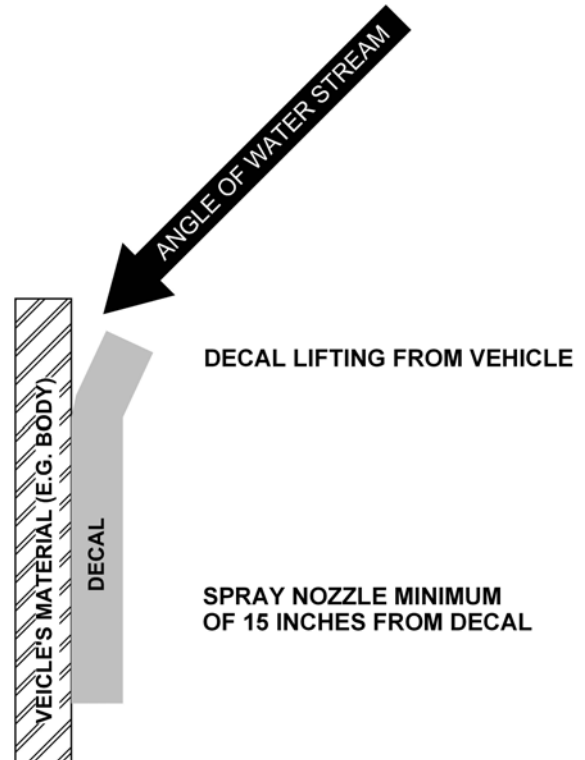 ANGLE OF WATER STREAM
DECAL LIFTING FROM VEHICLE
VEICLE'S MATERIAL (E.G. BODY)
DECAL
SPRAY NOZZLE MINIMUM
OF 15 INCHES FROM DECAL